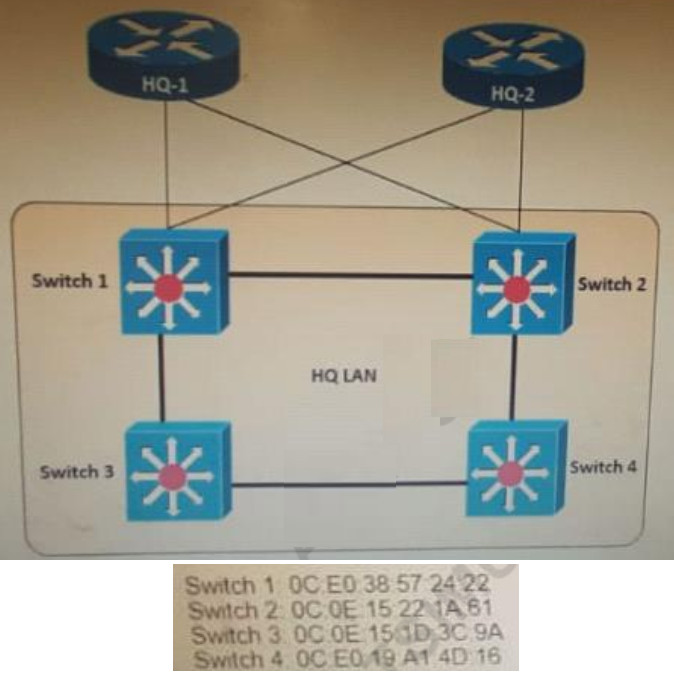 HQ-1
HQ-2
Switch 1
Switch 2
HQ LAN
Switch 3
Switch 4
Switch 1 0C E0 38 57 24 22
Switch 2: 0C 0E 15 22 1A 61
Switch 3: 0C 0E 15 1D 3C 9A
Switch 4 0C E0 19 A1 4D 16